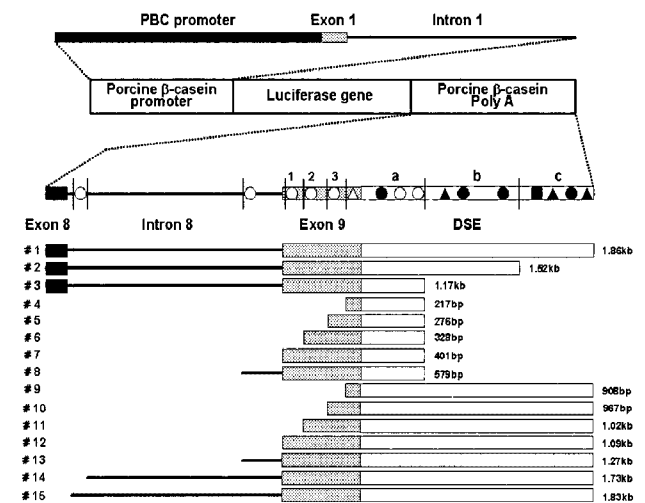 PBC promoter Exon 1 Intron 1
Porcine β-casein promoter
Luciferase gene
Porcine β-casein Poly A
1 2 3 a b c
Exon 8 Intron 8 Exon 9 DSE
#1 1.86kb
#2 1.52kb
#3 1.17kb
#4 217bp
#5 276bp
#6 328bp
#7 401bp
#8 579bp
#9 908bp
#10 967bp
#11 1.02kb
#12 1.09kb
#13 1.27kb
#14 1.73kb
#15 1.83kb